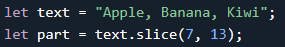 let text = "Apple, Banana, Kiwi";
let part = text.slice(7, 13);